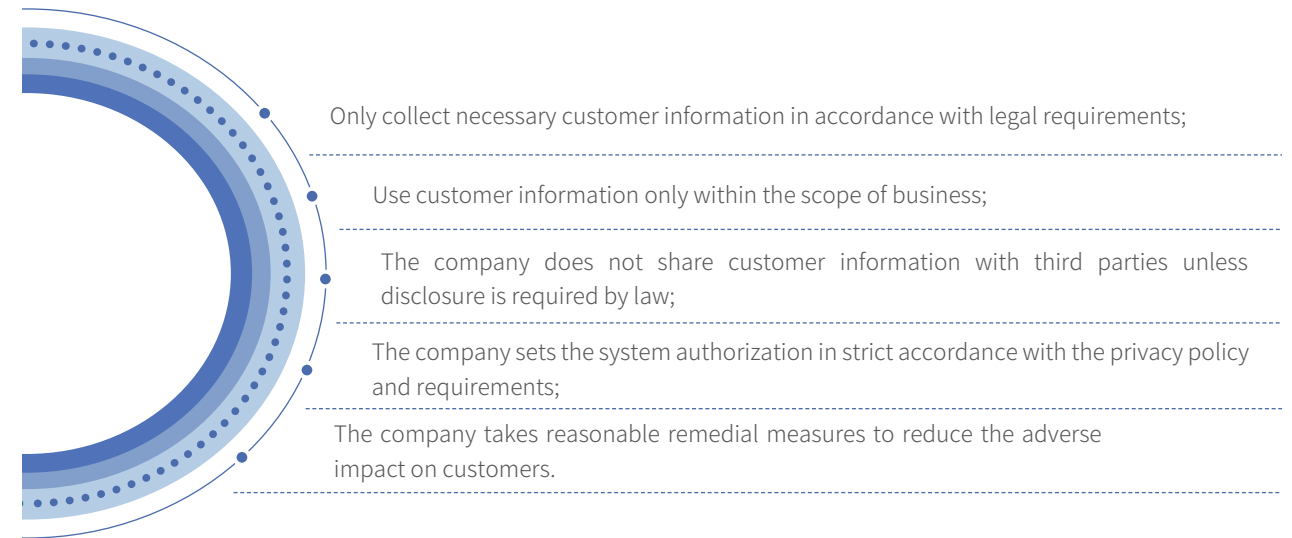 Only collect necessary customer information in accordance with legal requirements;
Use customer information only within the scope of business;
The company does not share customer information with third parties unless
disclosure is required by law;
The company sets the system authorization in strict accordance with the privacy policy
and requirements;
The company takes reasonable remedial measures to reduce the adverse
impact on customers.